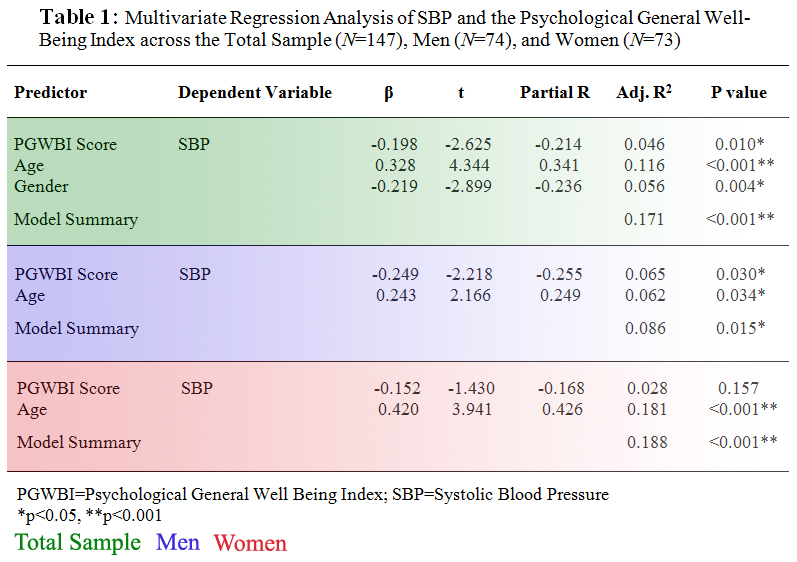 Table 1: Multivariate Regression Analysis of SBP and the Psychological General Well-
Being Index across the Total Sample (N=147), Men (N=74), and Women (N=73)
Predictor Dependent Variable β t Partial R Adj. R² P value
PGWBI Score SBP -0.198 -2.625 -0.214 0.046 0.010*
Age 0.328 4.344 0.341 0.116 <0.001**
Gender -0.219 -2.899 -0.236 0.056 0.004*
Model Summary 0.171 <0.001**
PGWBI Score SBP -0.249 -2.218 -0.255 0.065 0.030*
Age 0.243 2.166 0.249 0.062 0.034*
Model Summary 0.086 0.015*
PGWBI Score SBP -0.152 -1.430 -0.168 0.028 0.157
Age 0.420 3.941 0.426 0.181 <0.001**
Model Summary 0.188 <0.001**
PGWBI=Psychological General Well Being Index; SBP=Systolic Blood Pressure
*p<0.05, **p<0.001
Total Sample Men Women